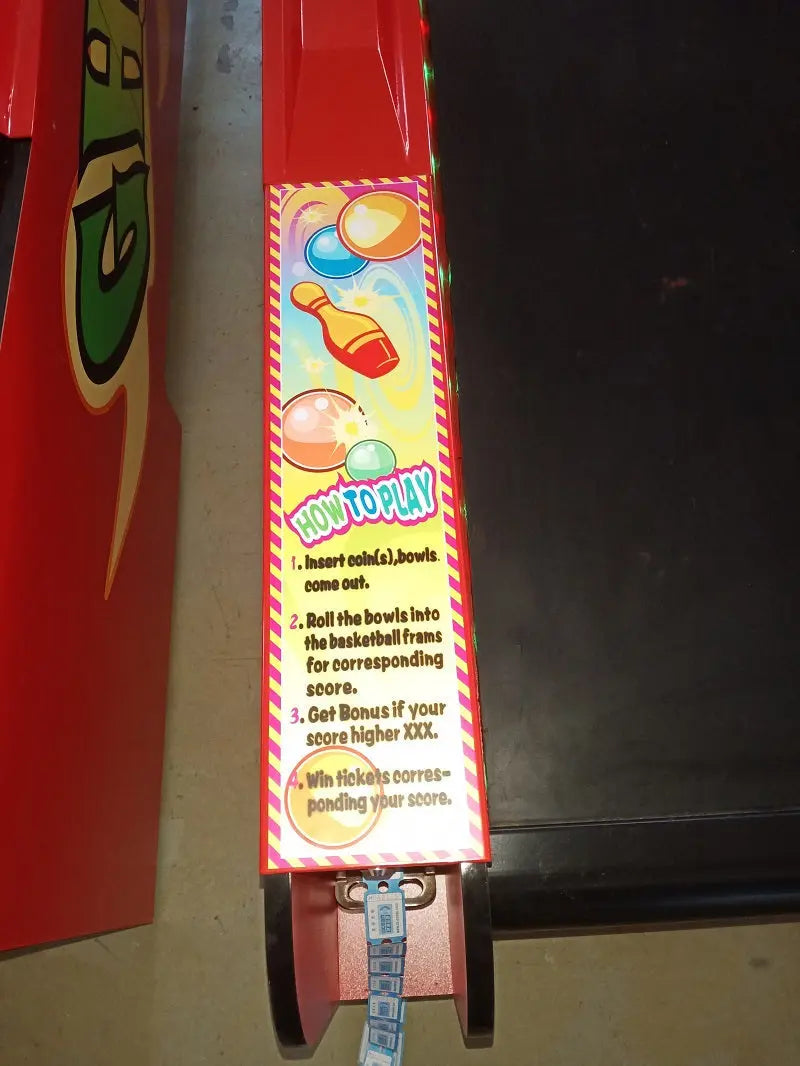 HOW TO PLAY
1. Insert coin(s),bowls.
come out.
2. Roll the bowls into
the basketball frams
for corresponding
score.
3. Get Bonus if your
score higher XXX.
4. Win tickets corres-
ponding your score.